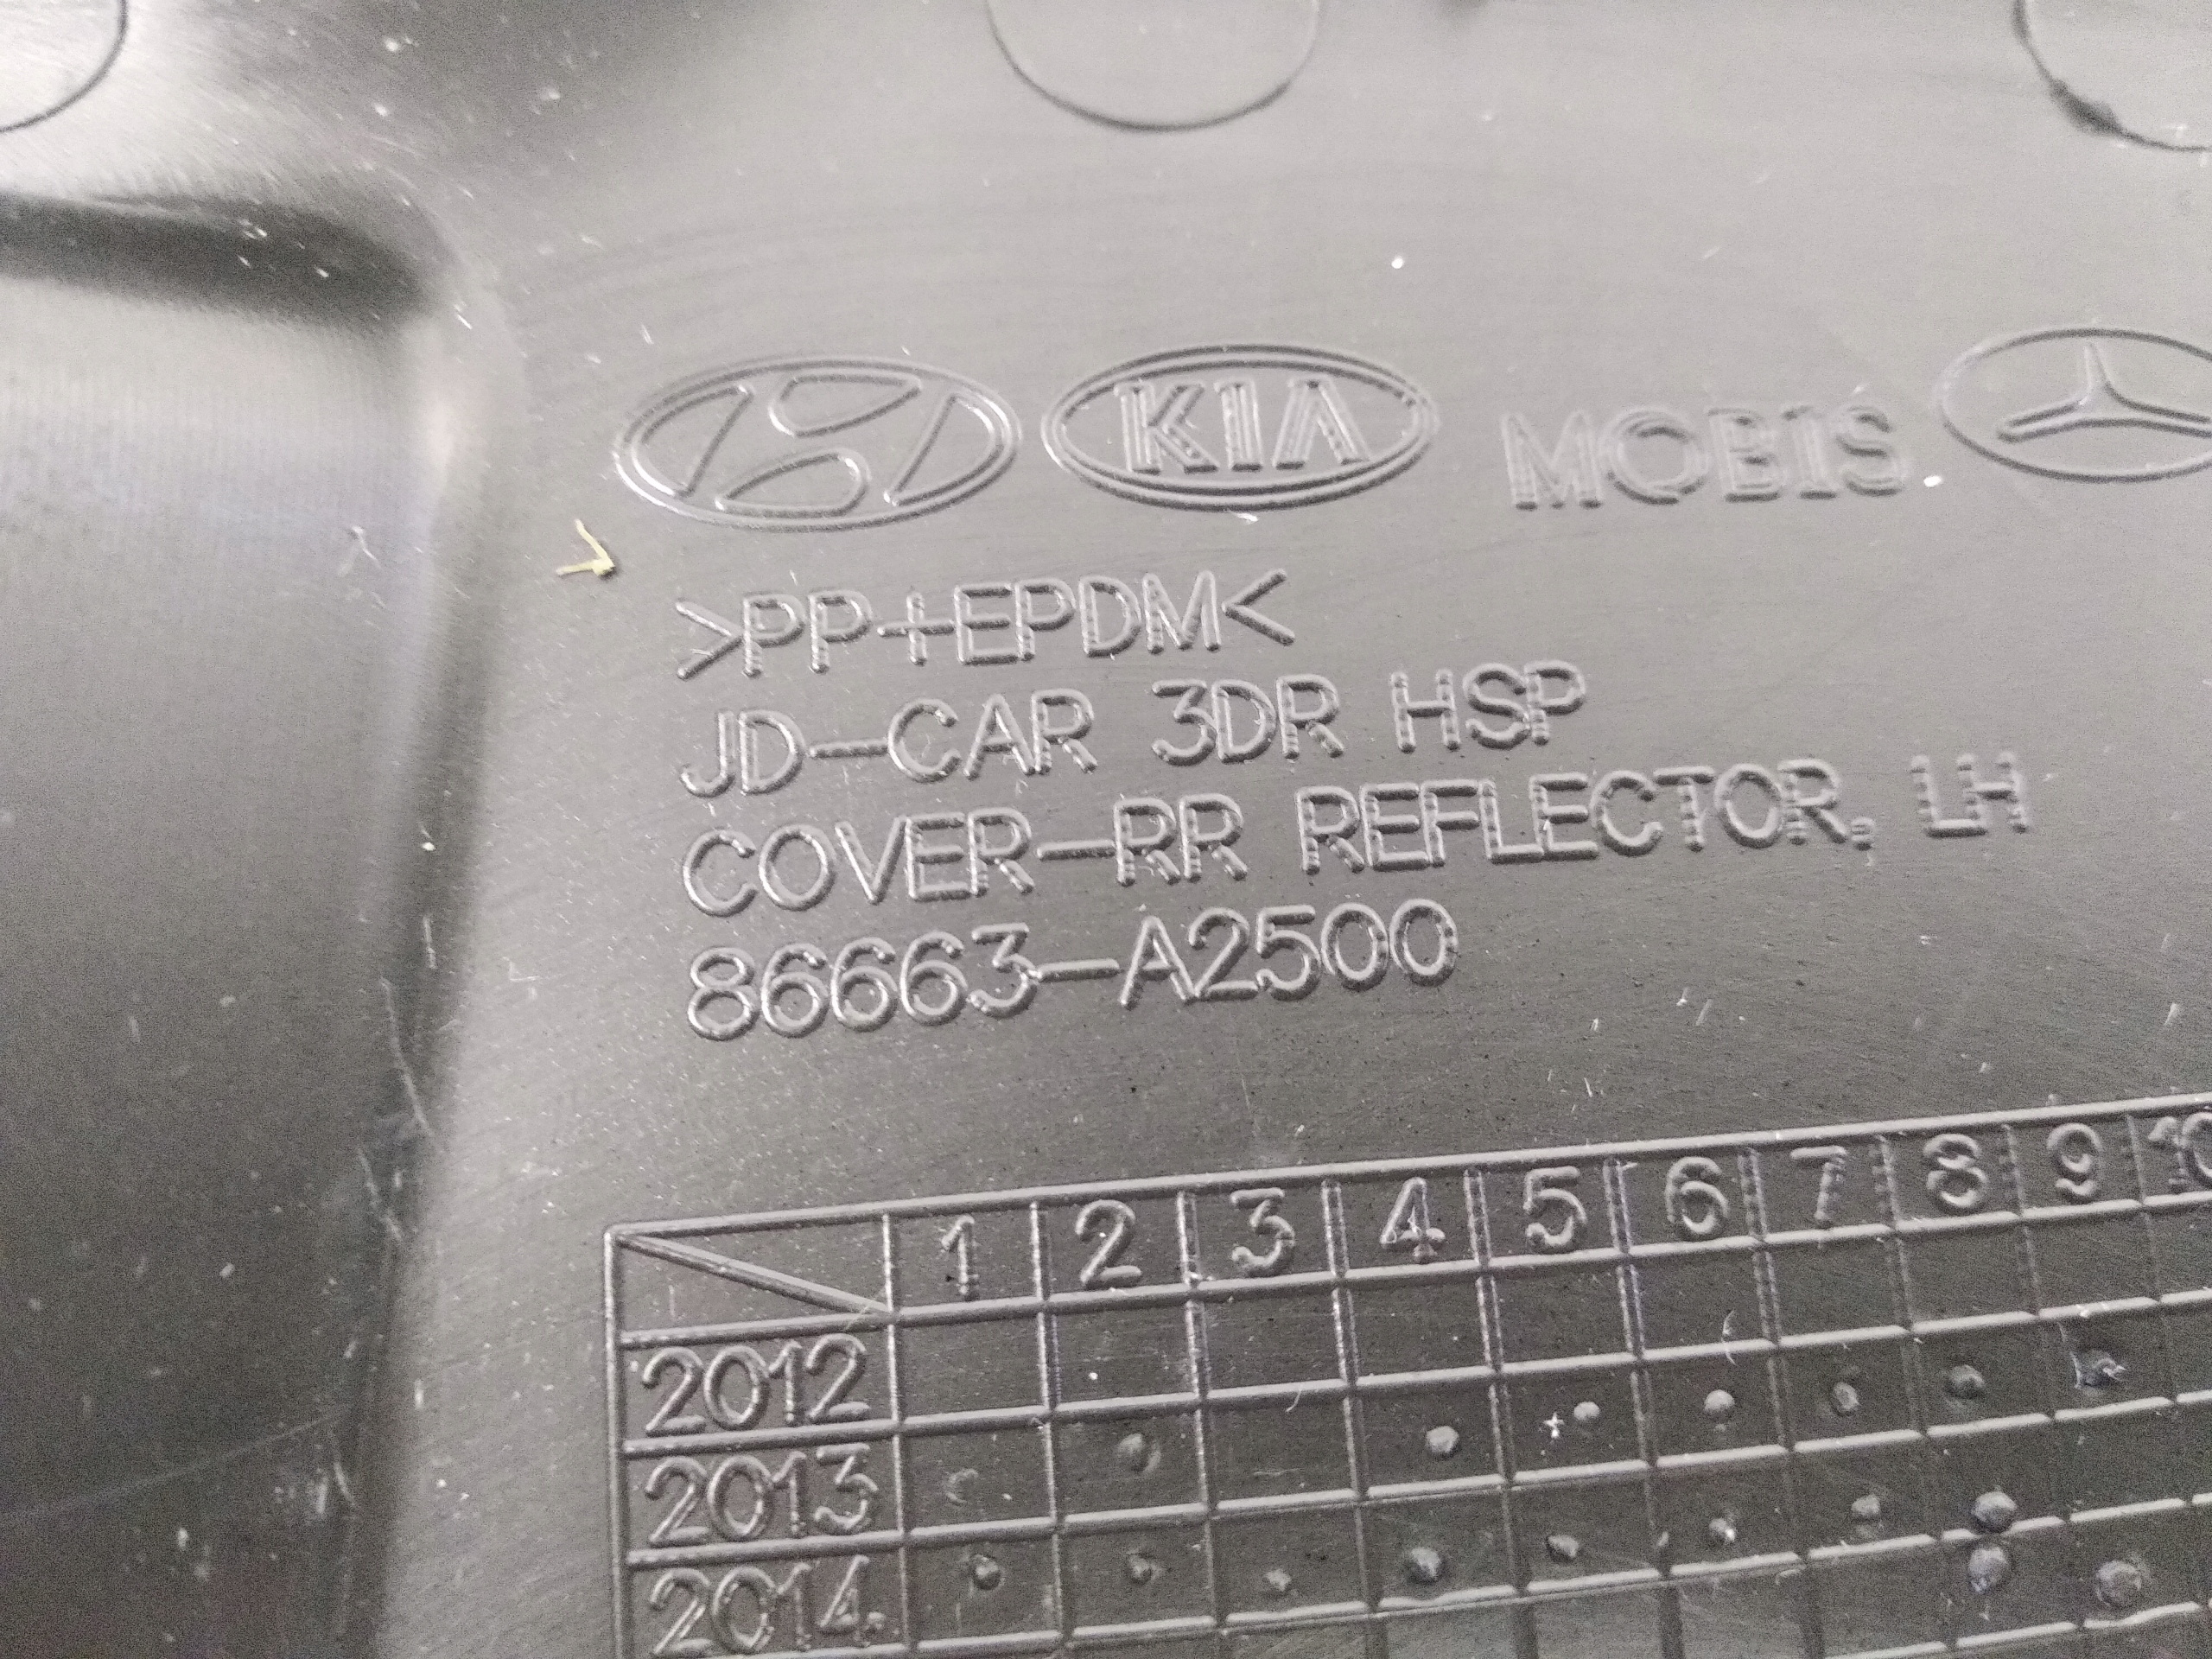 KIA MOBIS
>PP+EPDM<
JD-CAR 3DR HSP
COVER-RR REFLECTOR, LH
86663-A2500
1 2 3 4 5 6 7 8 9 10
2012
2013
2014